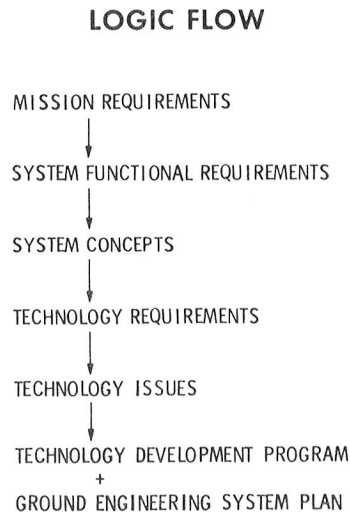 LOGIC FLOW
MISSION REQUIREMENTS
SYSTEM FUNCTIONAL REQUIREMENTS
SYSTEM CONCEPTS
TECHNOLOGY REQUIREMENTS
TECHNOLOGY ISSUES
TECHNOLOGY DEVELOPMENT PROGRAM
+
GROUND ENGINEERING SYSTEM PLAN